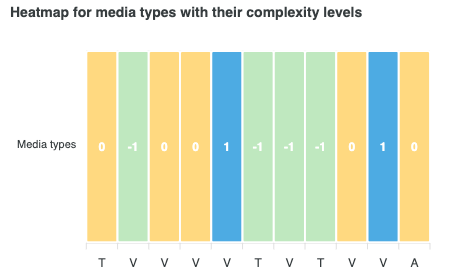 Heatmap for media types with their complexity levels
Media types 0 -1 0 0 1 -1 -1 -1 0 1 0
T V V V V T V T V V A